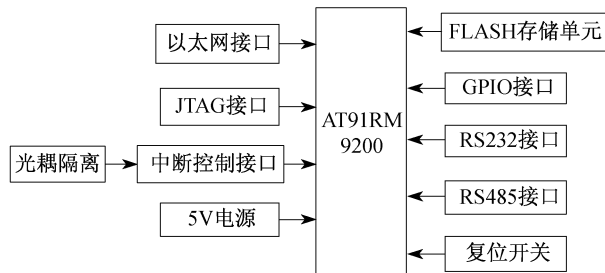 以太网接口
JTAG接口
光耦隔离
中断控制接口
5V电源
AT91RM
9200
FLASH存储单元
GPIO接口
RS232接口
RS485接口
复位开关